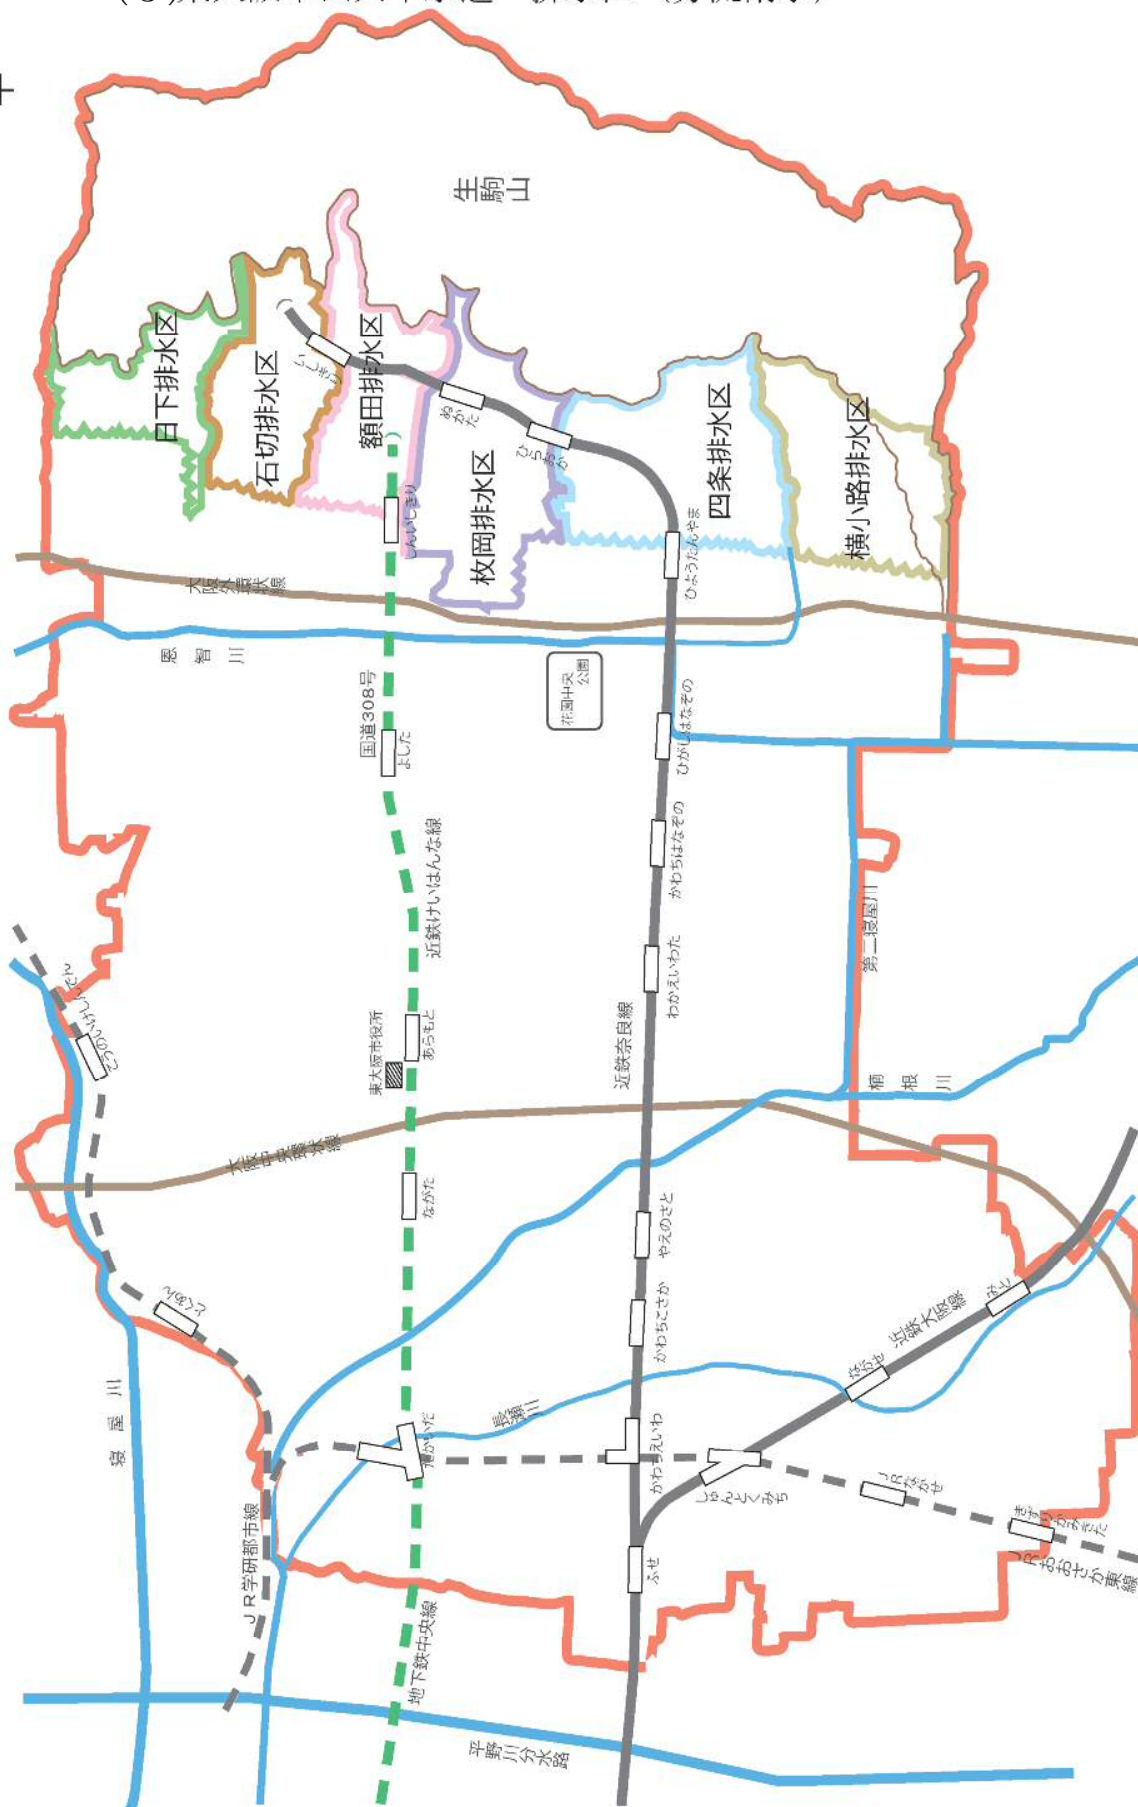 生駒山
日下排水区
石切排水区
額田排水区
枚岡排水区
四条排水区
横小路排水区
いしきり
ぬかた
ひらおか
しんいしきり
ひょうたんやま
大阪外環状線
恩智川
花園中央
公園
国道308号
よした
ひがしはなぞの
かわちはなぞの
近鉄けいはんな線
わかえいわた
第二寝屋川
こうのいけしんでん
東大阪市役所
あらもと
近鉄奈良線
楠根川
大阪中央環状線
ながた
やえのさと
かわちこさか
とくあん
近鉄大阪線
みと
ながせ
寝屋川
長瀬川
かわちえいわ
しゅんとくみち
JRながせ
きずりかみきた
JRおおさか東線
JR学研都市線
ふせ
地下鉄中央線
平野川分水路